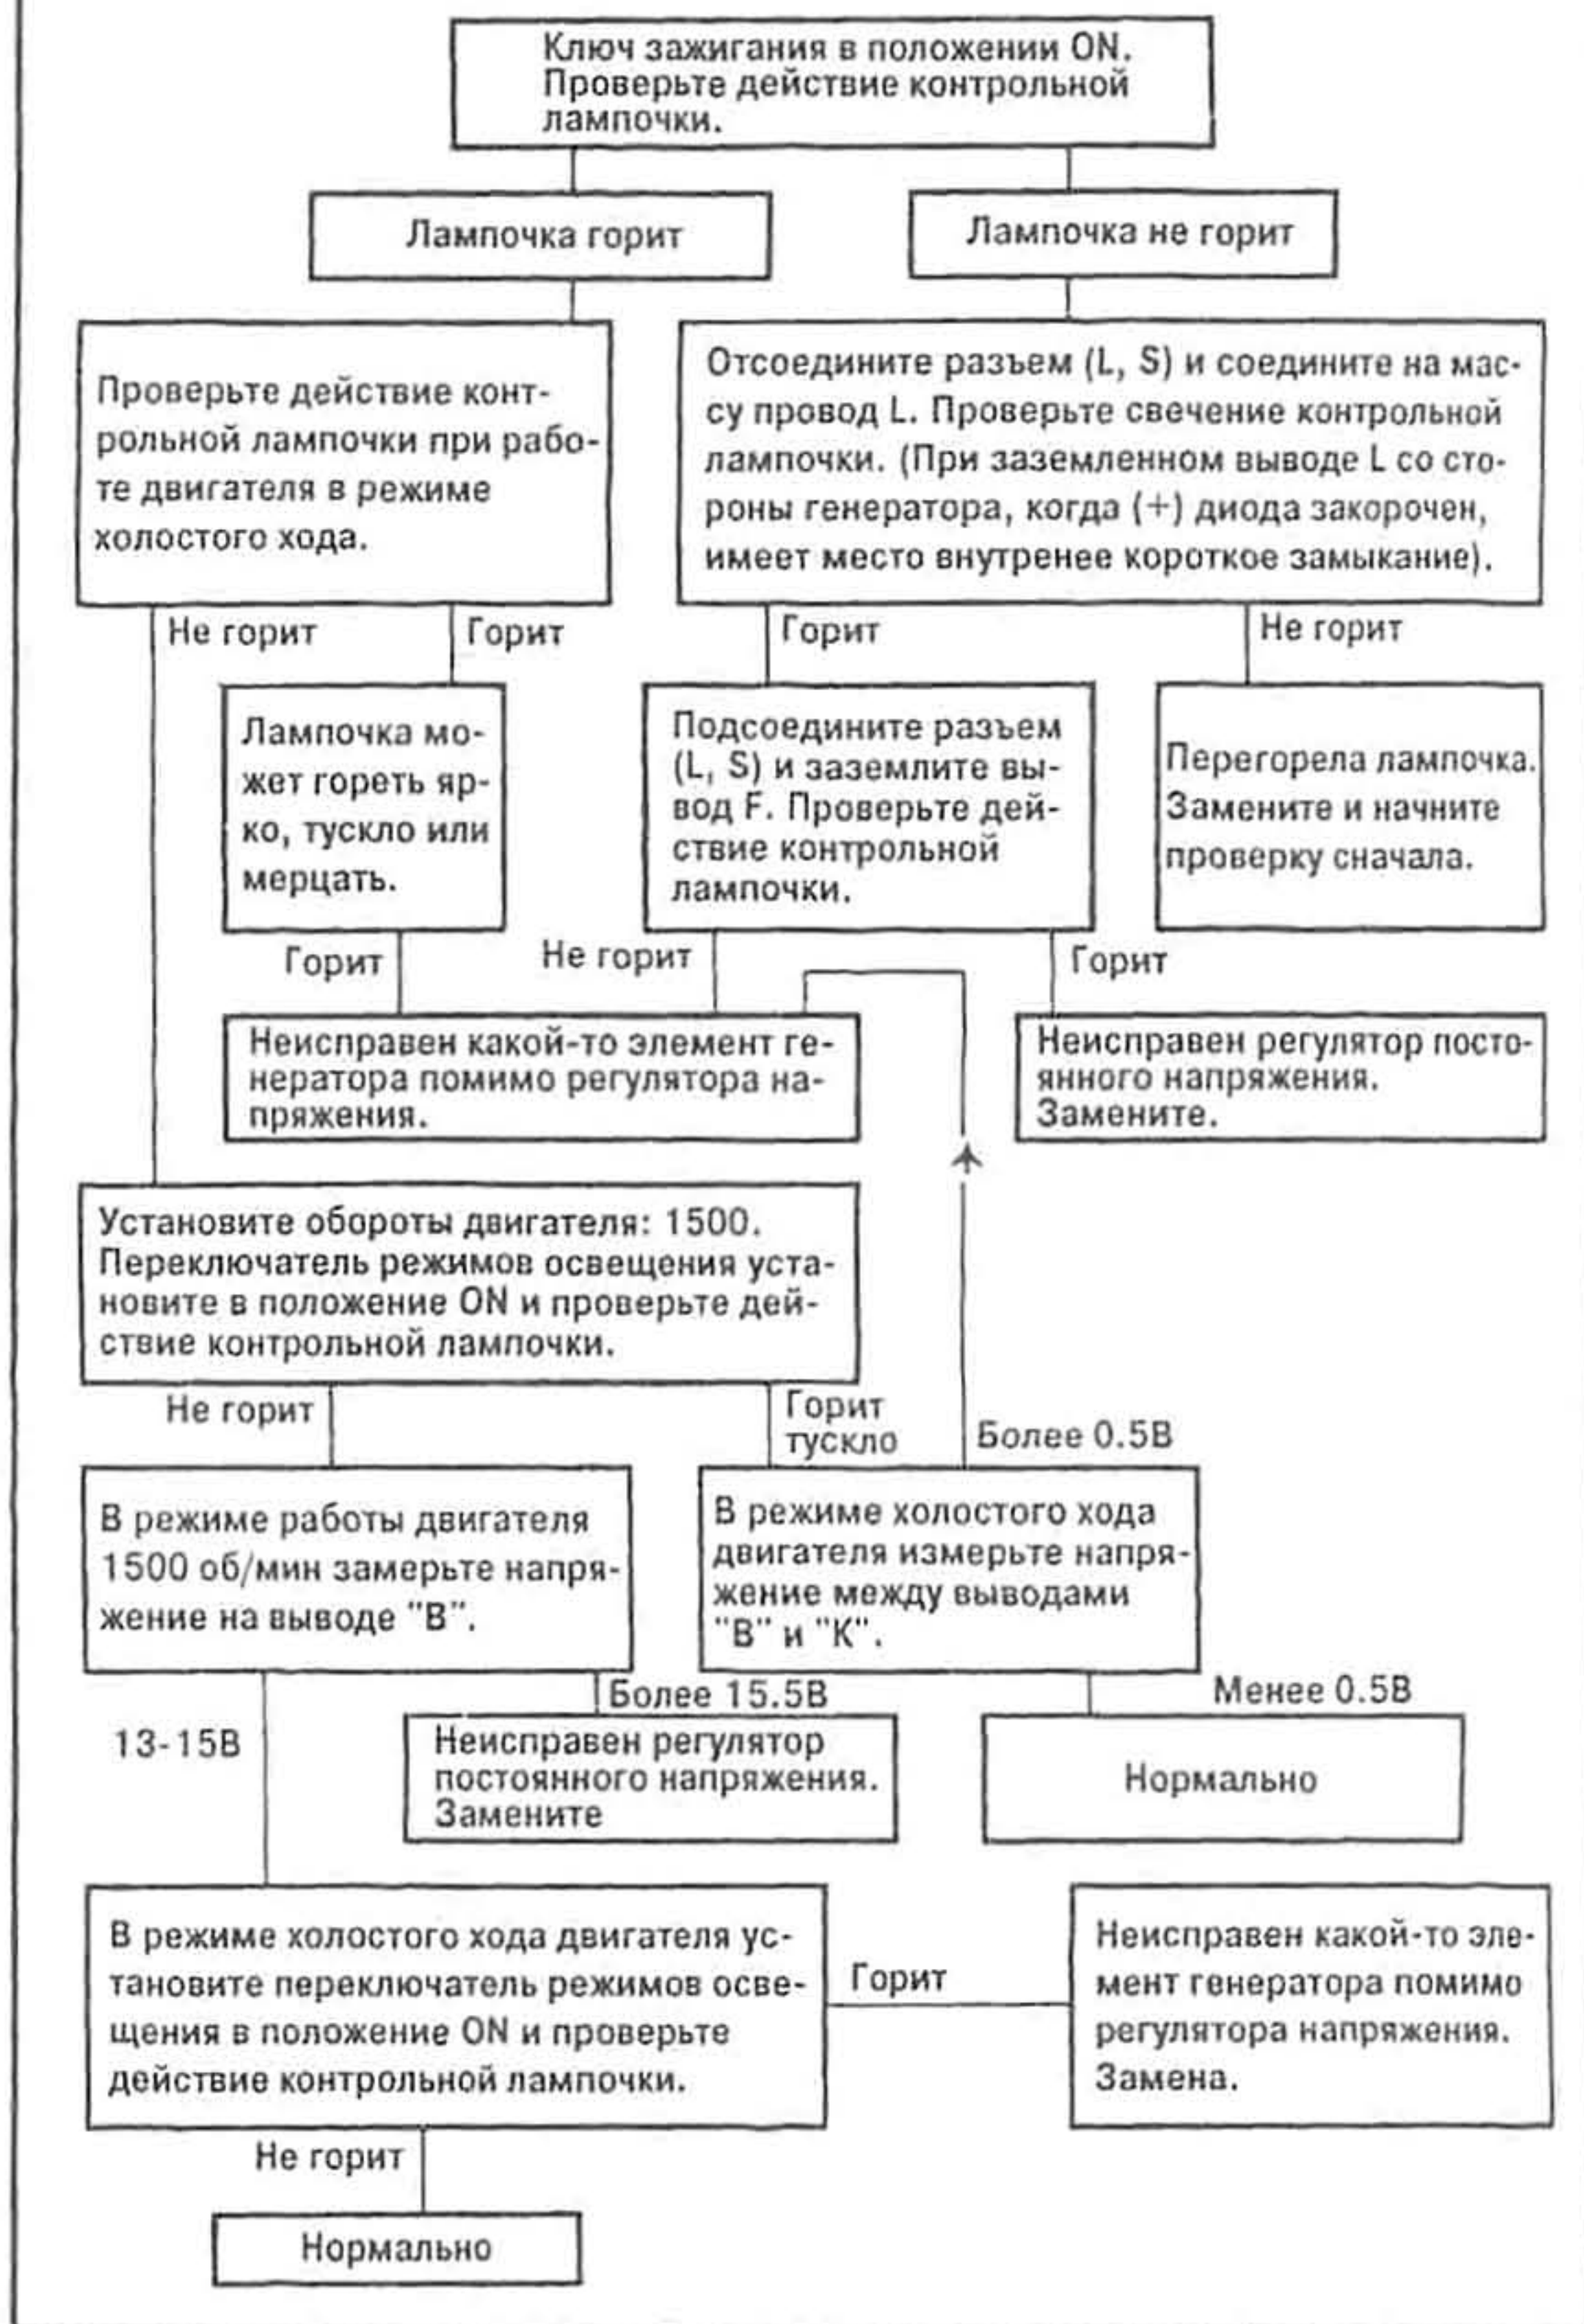 Ключ зажигания в положении ON.
Проверьте действие контрольной
лампочки.
Лампочка горит
Лампочка не горит
Проверьте действие конт-
рольной лампочки при рабо-
те двигателя в режиме
холостого хода.
Отсоедините разъем (L, S) и соедините на мас-
су провод L. Проверьте свечение контрольной
лампочки. (При заземленном выводе L со сто-
роны генератора, когда (+) диода закорочен,
имеет место внутренее короткое замыкание).
Не горит
Горит
Горит
Не горит
Лампочка мо-
жет гореть яр-
ко, тускло или
мерцать.
Подсоедините разъем
(L, S) и заземлите вы-
вод F. Проверьте дей-
ствие контрольной
лампочки.
Перегорела лампочка.
Замените и начните
проверку сначала.
Горит
Не горит
Горит
Неисправен какой-то элемент ге-
нератора помимо регулятора на-
пряжения.
Неисправен регулятор посто-
янного напряжения.
Замените.
Установите обороты двигателя: 1500.
Переключатель режимов освещения уста-
новите в положение ON и проверьте дей-
ствие контрольной лампочки.
Не горит
Горит
тускло
Более 0.5В
В режиме работы двигателя
1500 об/мин замерьте напря-
жение на выводе "В".
В режиме холостого хода
двигателя измерьте напря-
жение между выводами
"В" и "К".
13-15В
Более 15.5В
Менее 0.5В
Неисправен регулятор
постоянного напряжения.
Замените
Нормально
В режиме холостого хода двигателя ус-
тановите переключатель режимов осве-
щения в положение ON и проверьте
действие контрольной лампочки.
Горит
Неисправен какой-то эле-
мент генератора помимо
регулятора напряжения.
Замена.
Не горит
Нормально